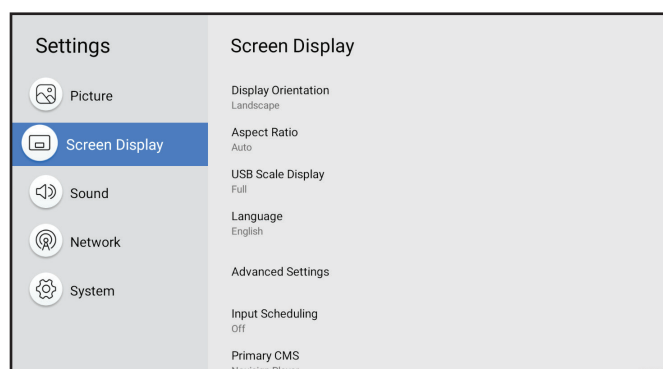 Settings
Picture
Screen Display
Sound
Network
System
Screen Display
Display Orientation
Landscape
Aspect Ratio
Auto
USB Scale Display
Full
Language
English
Advanced Settings
Input Scheduling
Off
Primary CMS
Player